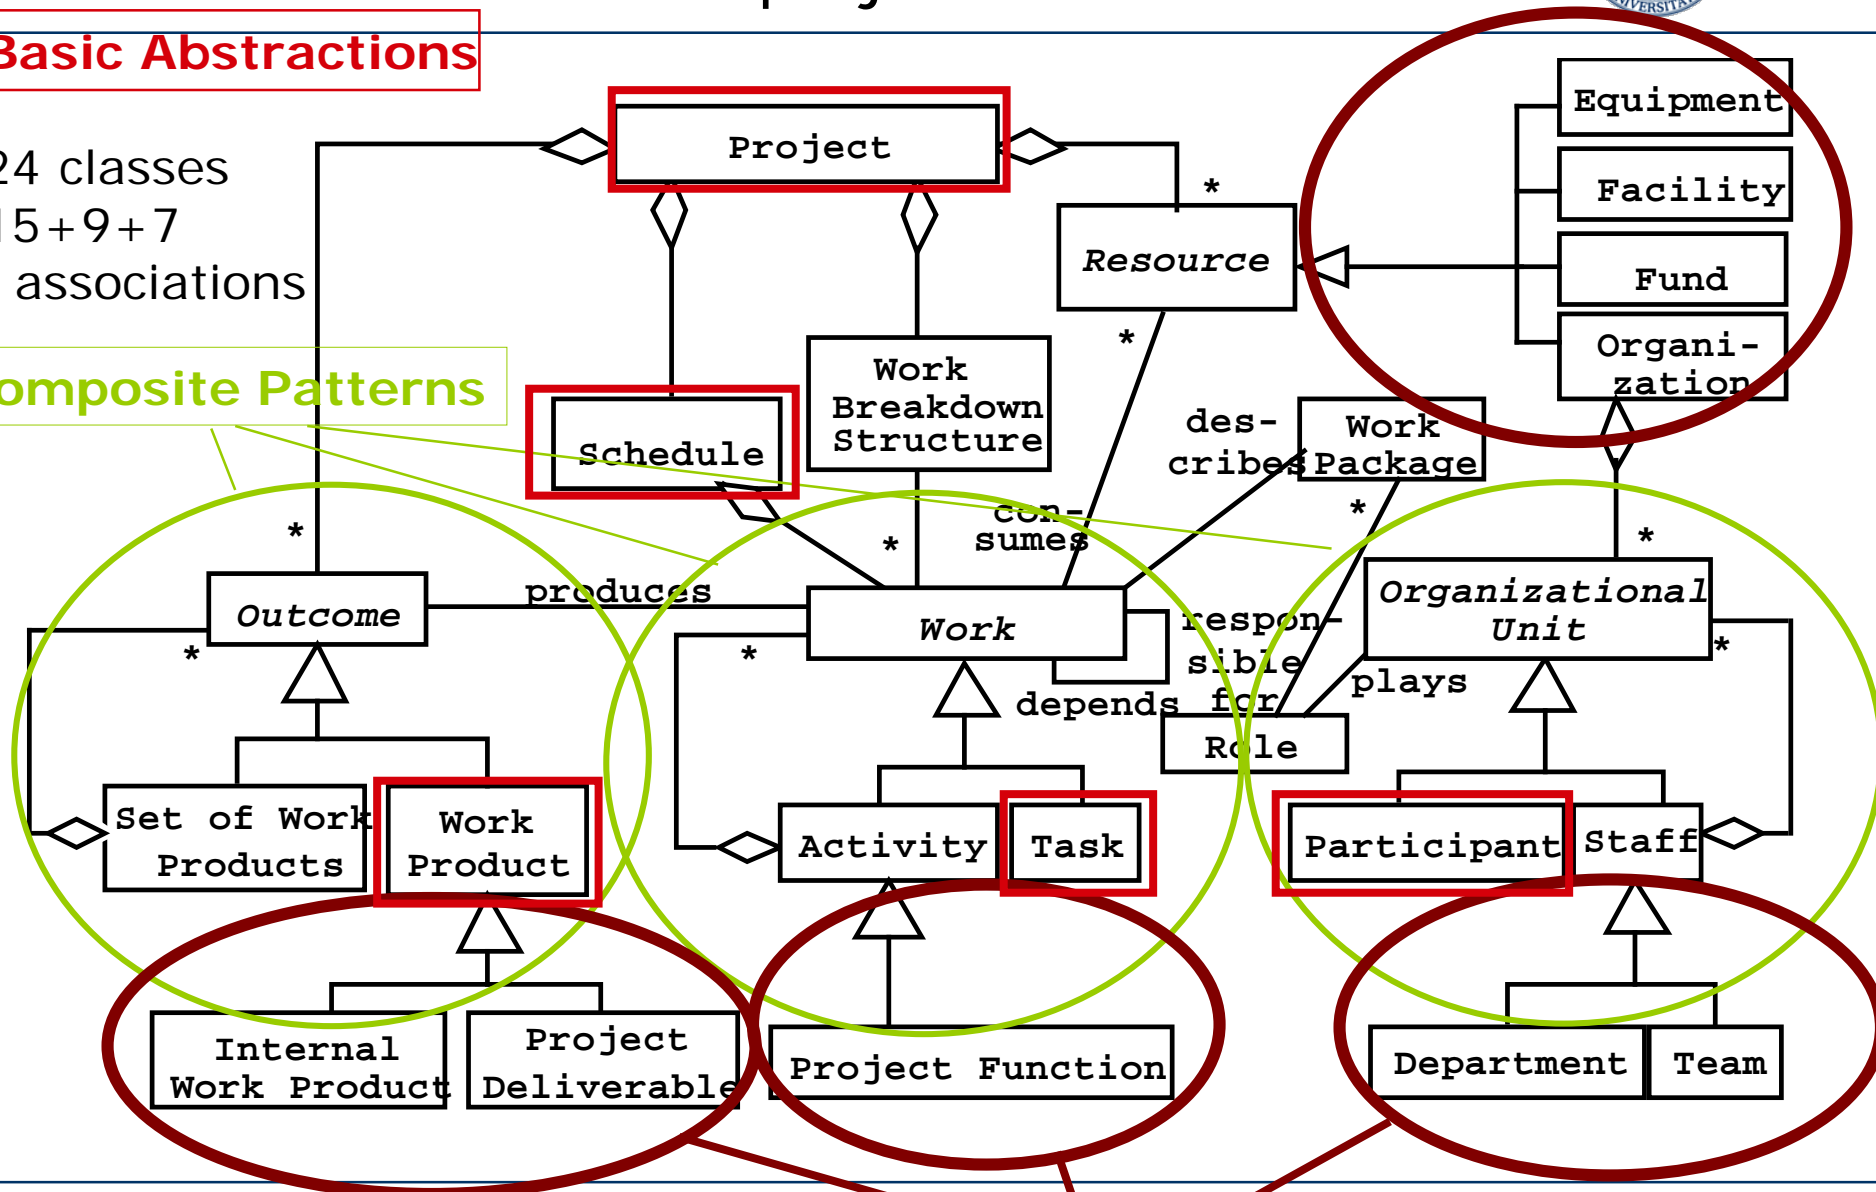 Basic Abstractions
24 classes
15+9+7
associations
omposite Patterns
Project
*
Resource
*
Equipment
Facility
Fund
Organi-
zation
Work
Breakdown
Structure
Schedule
des-
cribes
Work
Package
*
con-
sumes
*
*
*
produces
Outcome
*
Work
*
depends
respon-
sible
for
Role
plays
Organizational
Unit
*
Set of Work
Products
Work
Product
Activity
Task
Participant
Staff
Internal
Work Product
Project
Deliverable
Project Function
Department
Team